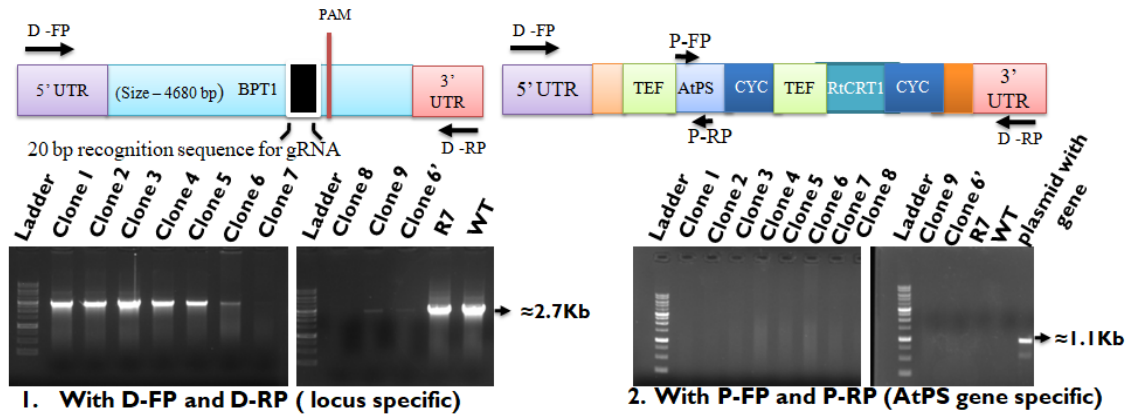 PAM
D -FP
5' UTR
(Size – 4680 bp)
BPT1
3'
UTR
D -RP
20 bp recognition sequence for gRNA
D -FP
P-FP
5' UTR
TEF
AtPS
CYC
TEF
RtCRT1
CYC
3'
UTR
P-RP
D -RP
Ladder
Clone 1
Clone 2
Clone 3
Clone 4
Clone 5
Clone 6
Clone 7
Ladder
Clone 8
Clone 9
Clone 6'
R7
WT
≈2.7Kb
1. With D-FP and D-RP ( locus specific)
Ladder
Clone 1
Clone 2
Clone 3
Clone 4
Clone 5
Clone 6
Clone 7
Clone 8
Ladder
Clone 9
Clone 6'
R7
WT
plasmid with
gene
≈1.1Kb
2. With P-FP and P-RP (AtPS gene specific)